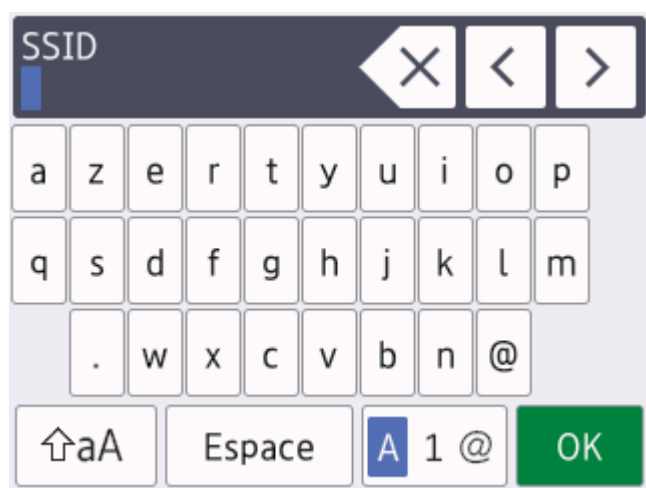 SSID
a z e r t y u i o p
q s d f g h j k l m
. w x c v b n @
aA Espace A 1 @ OK